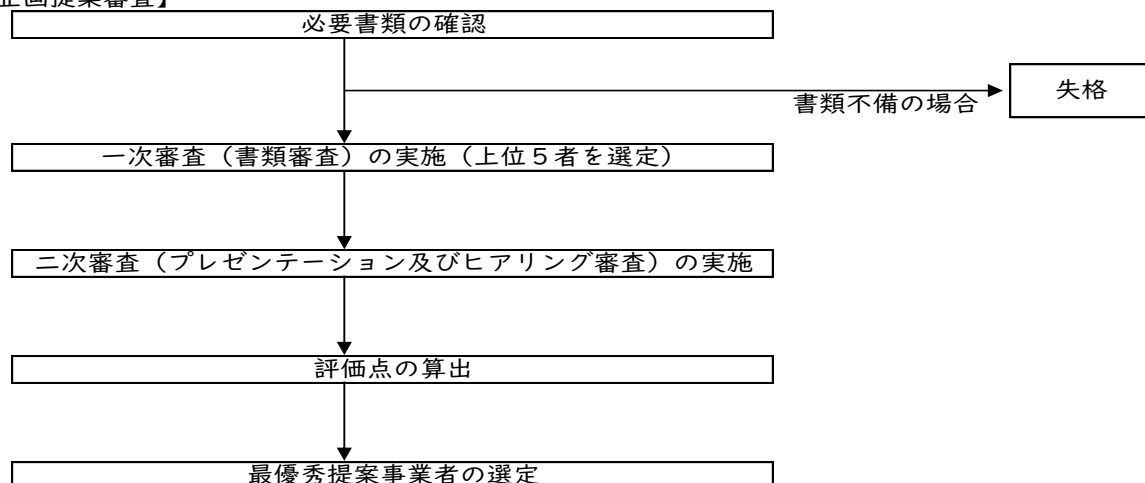 企画提案審査】
必要書類の確認
失格
書類不備の場合
一次審査（書類審査）の実施（上位５者を選定）
二次審査（プレゼンテーション及びヒアリング審査）の実施
評価点の算出
最優秀提案事業者の選定